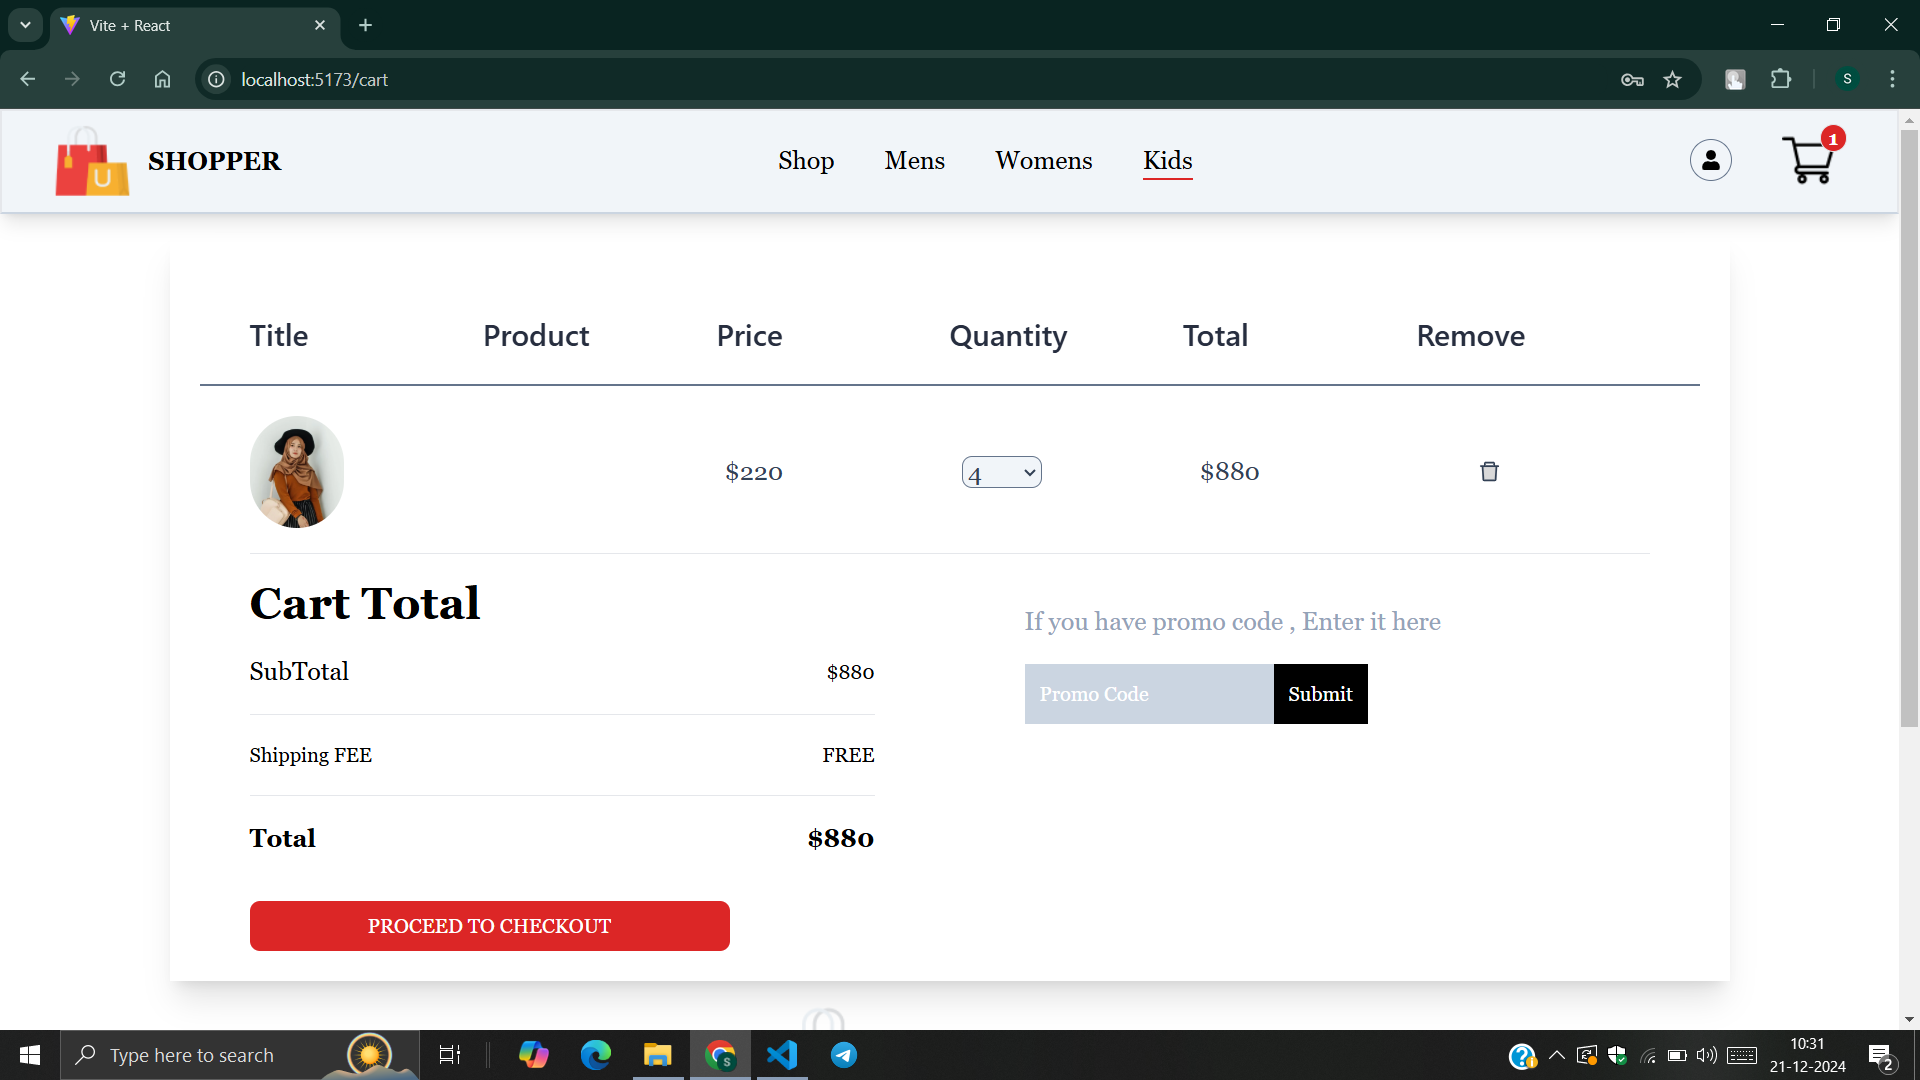 Vite + React
localhost:5173/cart
S
U
SHOPPER
Shop Mens Womens Kids
1
Title Product Price Quantity Total Remove
$220 4 $880
Cart Total
If you have promo code , Enter it here
SubTotal $880
Promo Code Submit
Shipping FEE FREE
Total $880
PROCEED TO CHECKOUT
Type here to search
S
10:31
21-12-2024
2